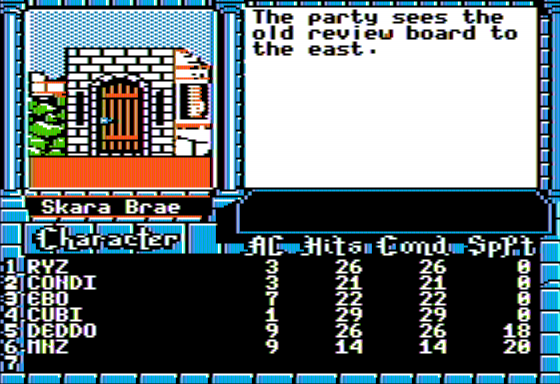 The party sees the
old review board to
the east.
Skara Brae
Character AC Hits Cond SpPt
1 RYZ 3 26 26 0
2 CONDI 3 21 21 0
3 EBO 7 22 22 0
4 CUBI 1 29 29 0
5 DEDDO 9 26 26 18
6 MNZ 9 14 14 20
7